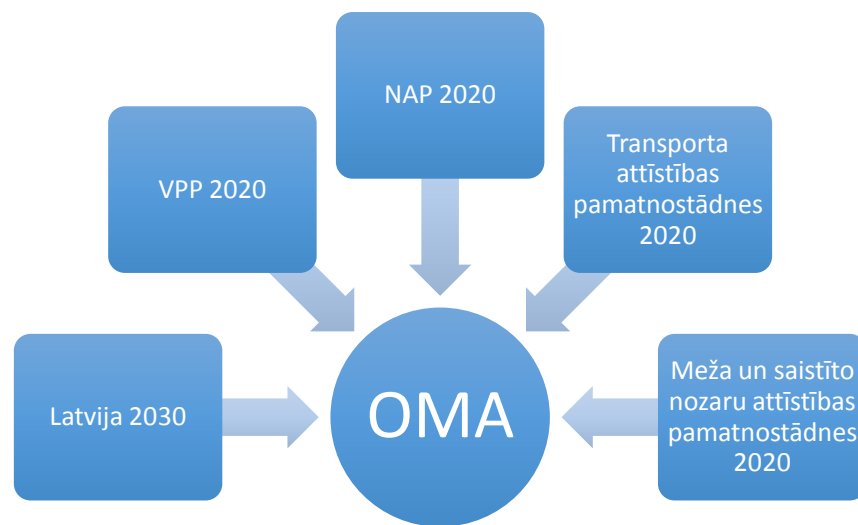 NAP 2020
VPP 2020
Transporta
attīstības
pamatnostādnes
2020
Latvija 2030
OMA
Meža un saistīto
nozaru attīstības
pamatnostādnes
2020